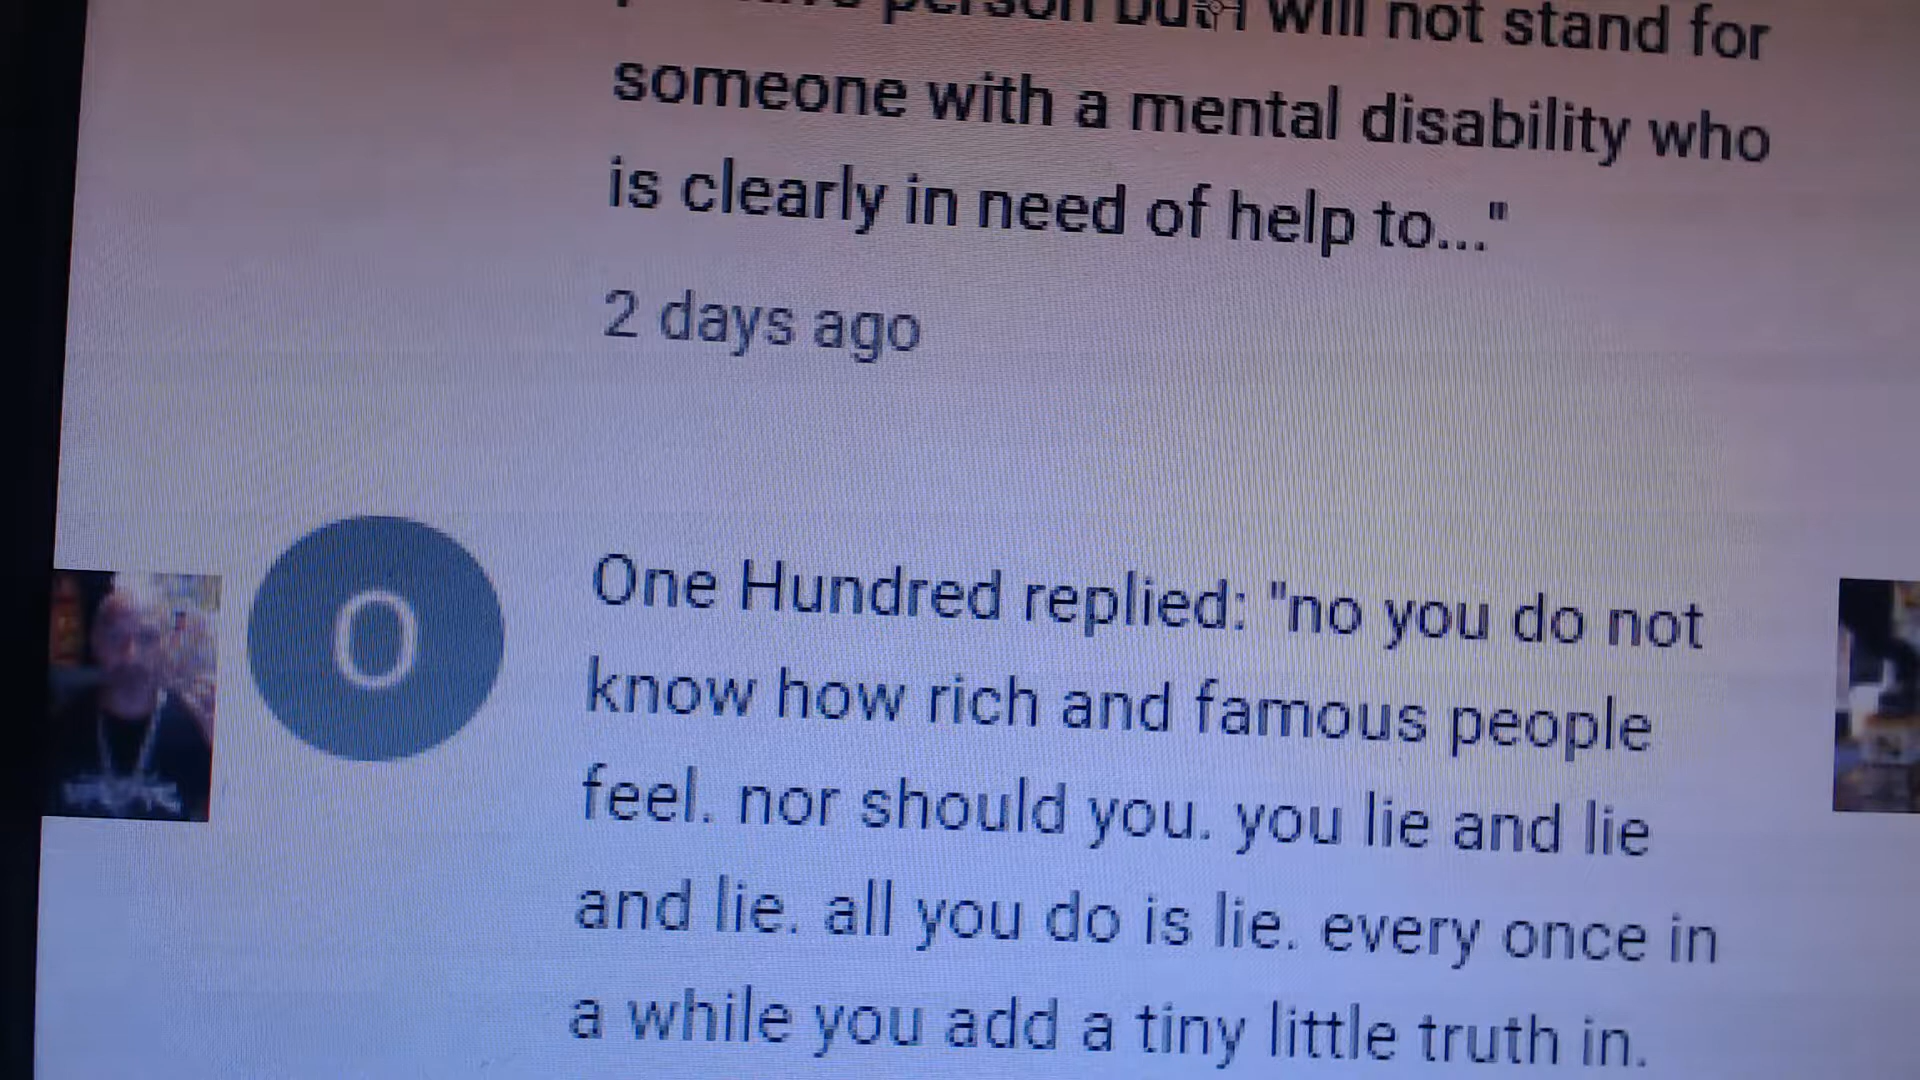 person but I will not stand for
someone with a mental disability who
is clearly in need of help to..."
2 days ago
O
One Hundred replied: "no you do not
know how rich and famous people
feel. nor should you. you lie and lie
and lie. all you do is lie. every once in
a while you add a tiny little truth in.